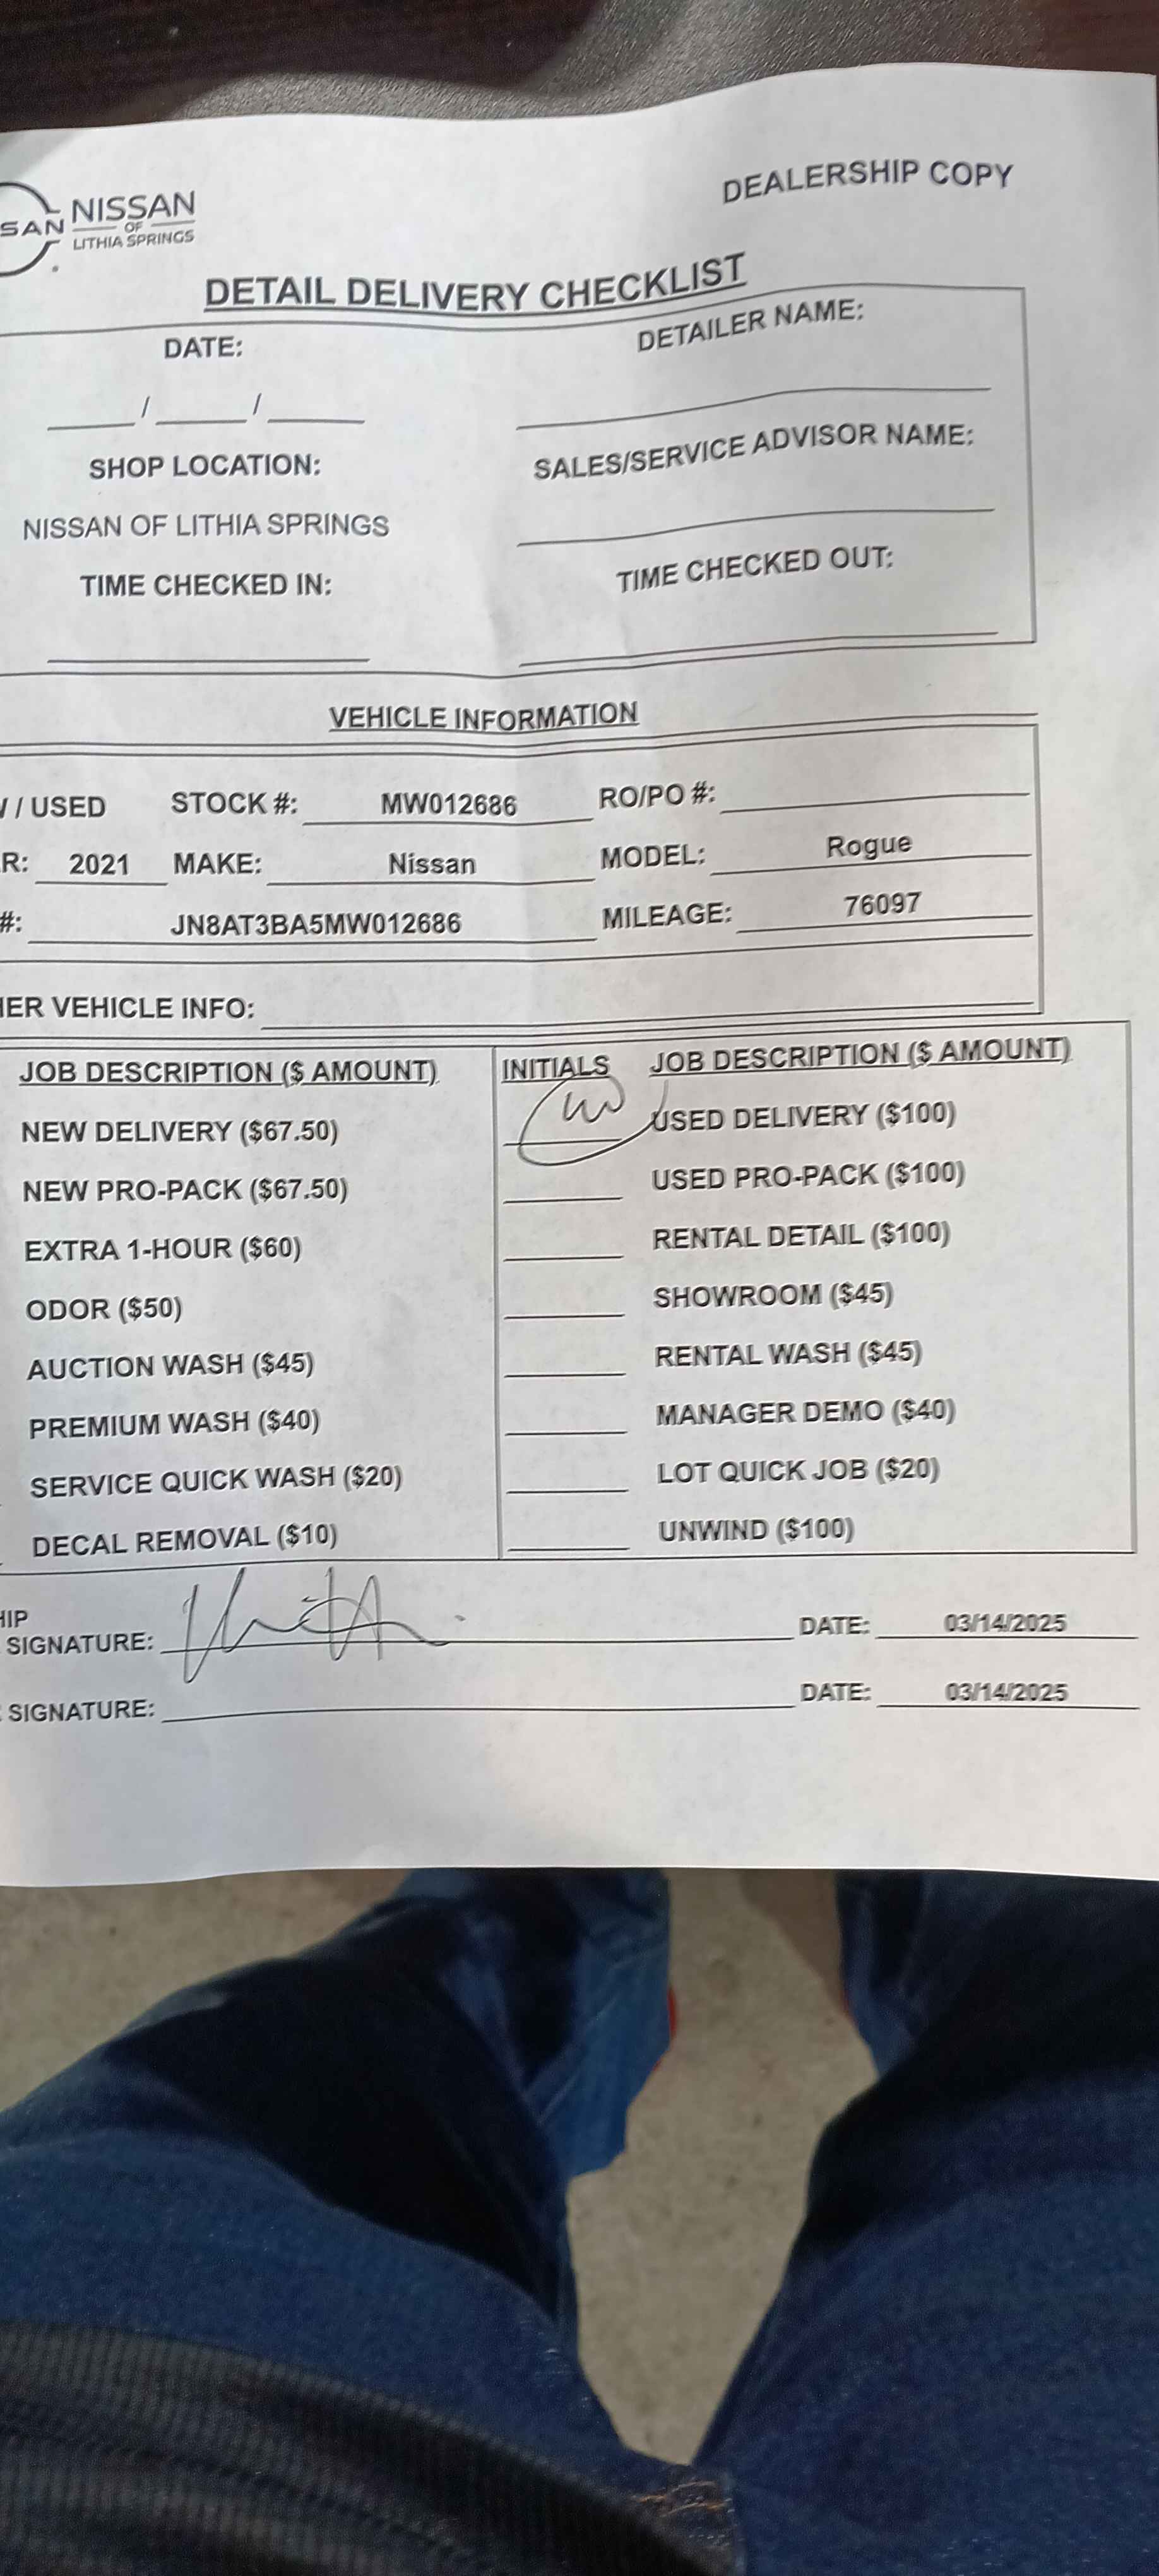 DEALERSHIP COPY
SAN NISSAN
OF
LITHIA SPRINGS
DETAIL DELIVERY CHECKLIST
DATE: DETAILER NAME:
____ / ____ / ____
SHOP LOCATION: SALES/SERVICE ADVISOR NAME:
NISSAN OF LITHIA SPRINGS
TIME CHECKED IN: TIME CHECKED OUT:
VEHICLE INFORMATION
/ USED STOCK #: MW012686 RO/PO #:
R: 2021 MAKE: Nissan MODEL: Rogue
#: JN8AT3BA5MW012686 MILEAGE: 76097
ER VEHICLE INFO:
JOB DESCRIPTION ($ AMOUNT) INITIALS JOB DESCRIPTION ($ AMOUNT)
NEW DELIVERY ($67.50) USED DELIVERY ($100)
NEW PRO-PACK ($67.50) USED PRO-PACK ($100)
EXTRA 1-HOUR ($60) RENTAL DETAIL ($100)
ODOR ($50) SHOWROOM ($45)
AUCTION WASH ($45) RENTAL WASH ($45)
PREMIUM WASH ($40) MANAGER DEMO ($40)
SERVICE QUICK WASH ($20) LOT QUICK JOB ($20)
DECAL REMOVAL ($10) UNWIND ($100)
HIP
SIGNATURE: DATE: 03/14/2025
SIGNATURE: DATE: 03/14/2025